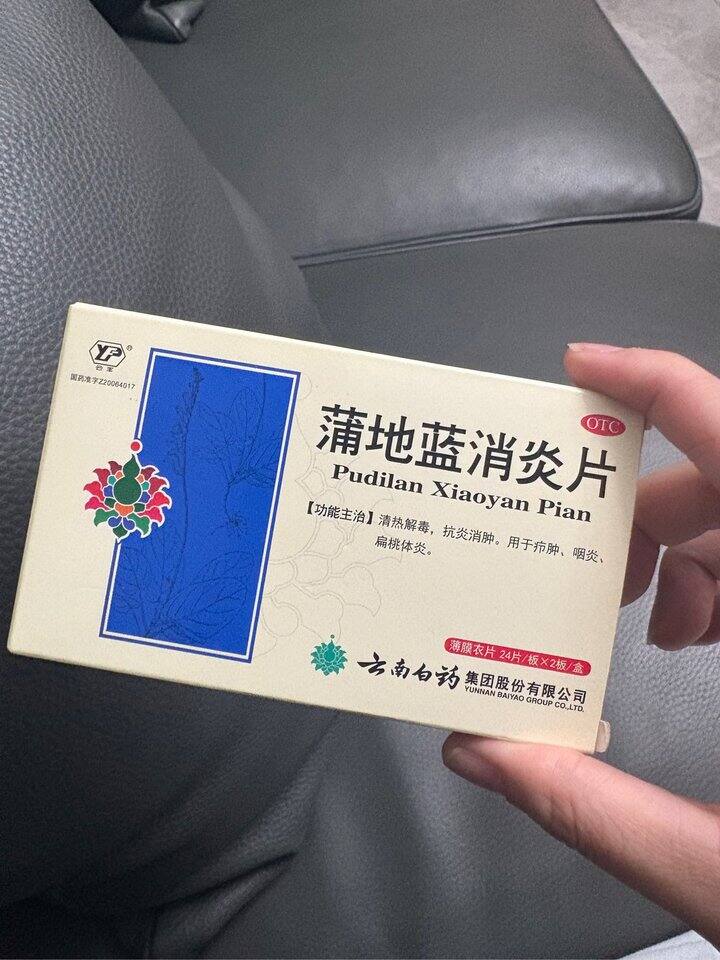 YP®
云丰
国药准字Z20064017
OTC
蒲地蓝消炎片
Pudilan Xiaoyan Pian
【功能主治】清热解毒，抗炎消肿。用于疖肿、咽炎、
扁桃体炎。
薄膜衣片 24片/板×2板/盒
云南白药集团股份有限公司
YUNNAN BAIYAO GROUP CO.,LTD.